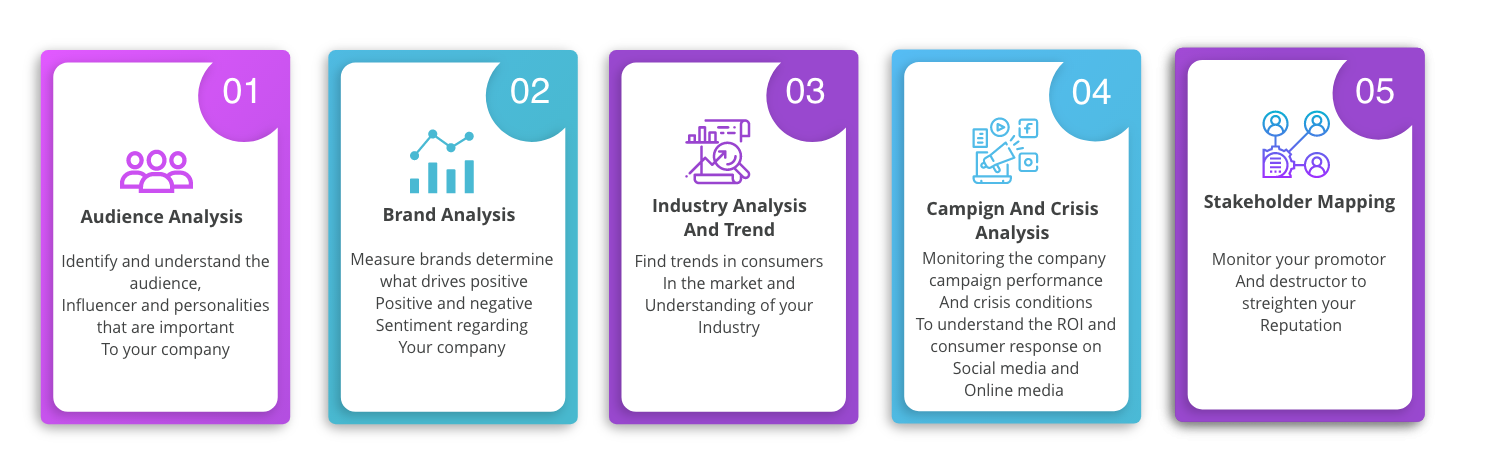 01
Audience Analysis
Identify and understand the
audience,
Influencer and personalities
that are important
To your company
02
Brand Analysis
Measure brands determine
what drives positive
Positive and negative
Sentiment regarding
Your company
03
Industry Analysis
And Trend
Find trends in consumers
In the market and
Understanding of your
Industry
04
Campign And Crisis
Analysis
Monitoring the company
campaign performance
And crisis conditions
To understand the ROI and
consumer response on
Social media and
Online media
05
Stakeholder Mapping
Monitor your promotor
And destructor to
streighten your
Reputation